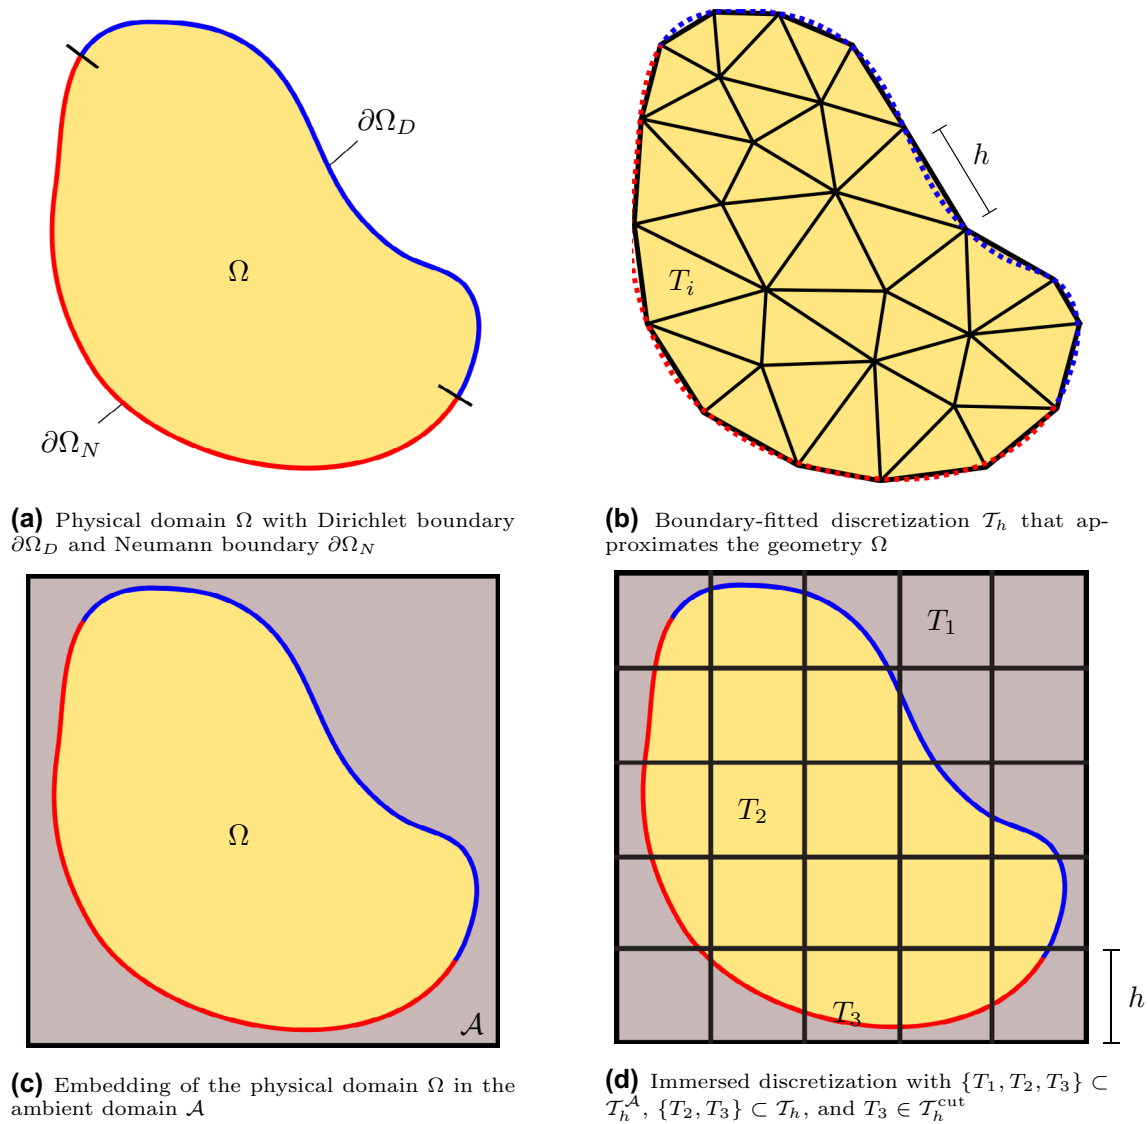 ∂Ω_D
Ω
∂Ω_N
(a) Physical domain Ω with Dirichlet boundary
∂Ω_D and Neumann boundary ∂Ω_N
h
T_i
(b) Boundary-fitted discretization 𝒯_h that ap-
proximates the geometry Ω
Ω
𝒜
(c) Embedding of the physical domain Ω in the
ambient domain 𝒜
T_1
T_2
T_3
h
(d) Immersed discretization with {T_1, T_2, T_3} ⊂
𝒯_h^𝒜, {T_2, T_3} ⊂ 𝒯_h, and T_3 ∈ 𝒯_h^cut